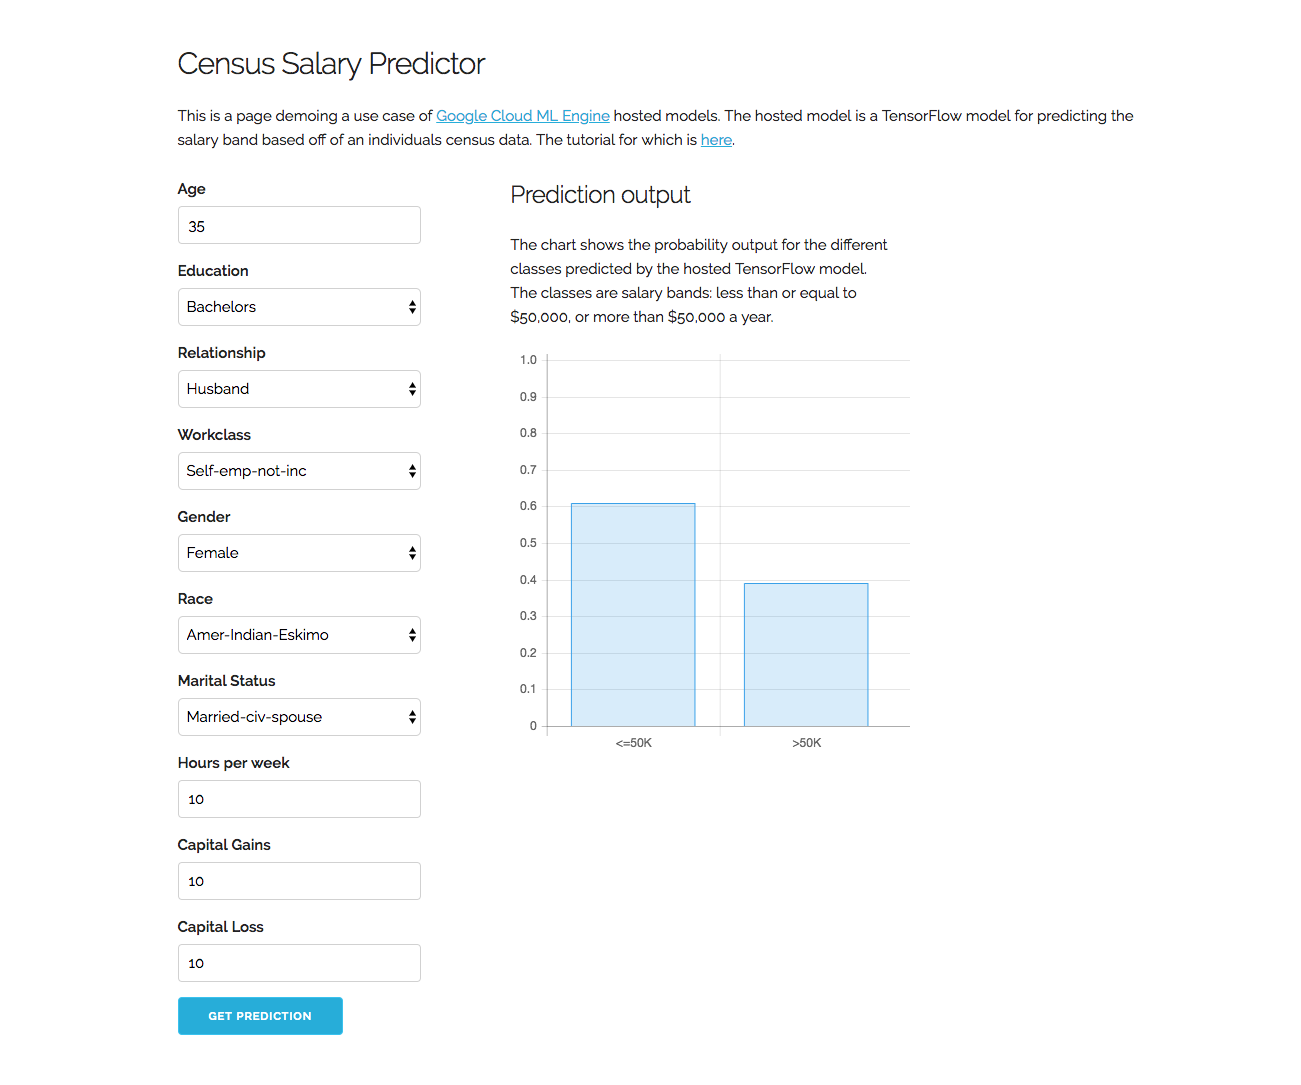 Census Salary Predictor
This is a page demoing a use case of Google Cloud ML Engine hosted models. The hosted model is a TensorFlow model for predicting the
salary band based off of an individuals census data. The tutorial for which is here.
Age
35
Education
Bachelors
Relationship
Husband
Workclass
Self-emp-not-inc
Gender
Female
Race
Amer-Indian-Eskimo
Marital Status
Married-civ-spouse
Hours per week
10
Capital Gains
10
Capital Loss
10
GET PREDICTION
Prediction output
The chart shows the probability output for the different
classes predicted by the hosted TensorFlow model.
The classes are salary bands: less than or equal to
$50,000, or more than $50,000 a year.
1.0
0.9
0.8
0.7
0.6
0.5
0.4
0.3
0.2
0.1
0
<=50K >50K